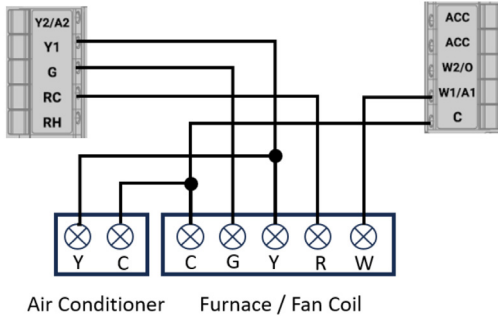 Y2/A2
Y1
G
RC
RH
ACC
ACC
W2/O
W1/A1
C
Y C
C G Y R W
Air Conditioner
Furnace / Fan Coil